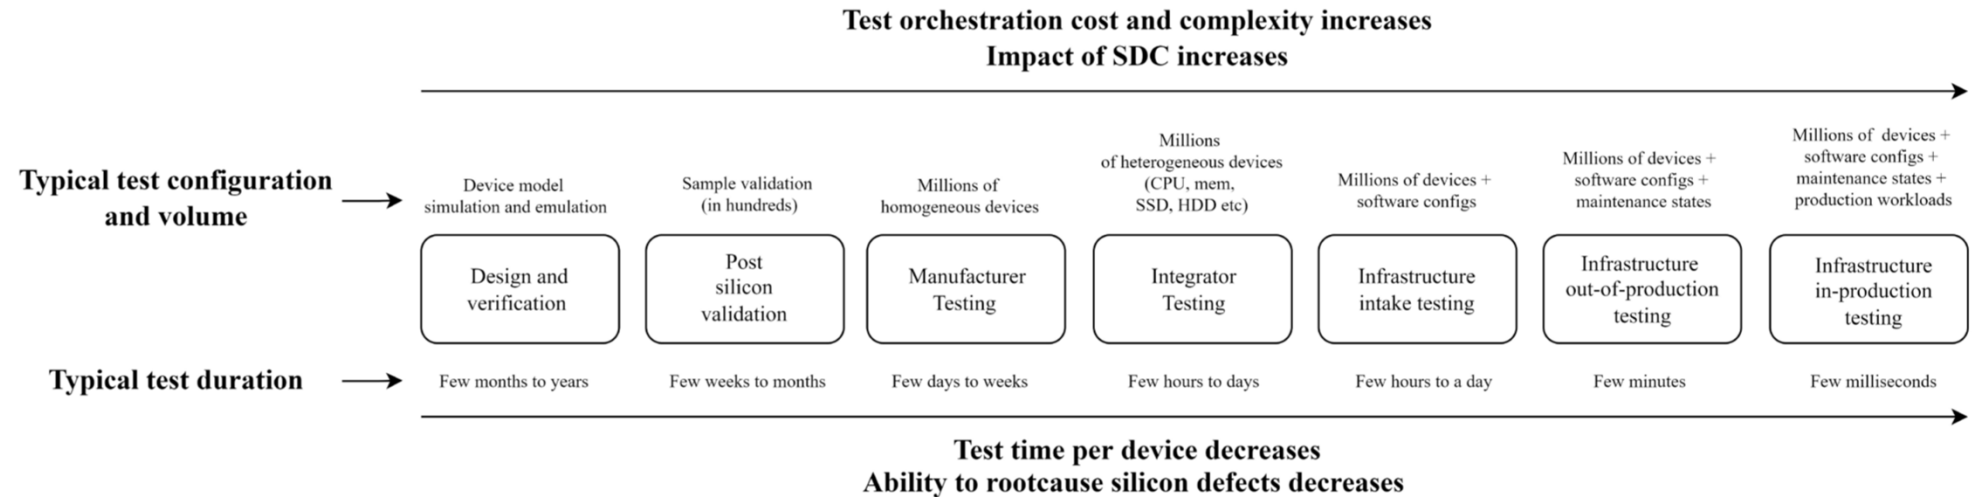 Test orchestration cost and complexity increases
Impact of SDC increases
Typical test configuration
and volume
Device model
simulation and emulation
Sample validation
(in hundreds)
Millions of
homogeneous devices
Millions
of heterogeneous devices
(CPU, mem,
SSD, HDD etc)
Millions of devices +
software configs
Millions of devices +
software configs +
maintenance states
Millions of devices +
software configs +
maintenance states +
production workloads
Design and
verification
Post
silicon
validation
Manufacturer
Testing
Integrator
Testing
Infrastructure
intake testing
Infrastructure
out-of-production
testing
Infrastructure
in-production
testing
Typical test duration
Few months to years
Few weeks to months
Few days to weeks
Few hours to days
Few hours to a day
Few minutes
Few milliseconds
Test time per device decreases
Ability to rootcause silicon defects decreases